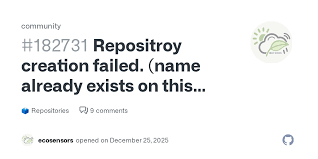 community
#182731 Repositroy
creation failed. (name
already exists on this...
Repositories 9 comments
ecosensors opened on December 25, 2025